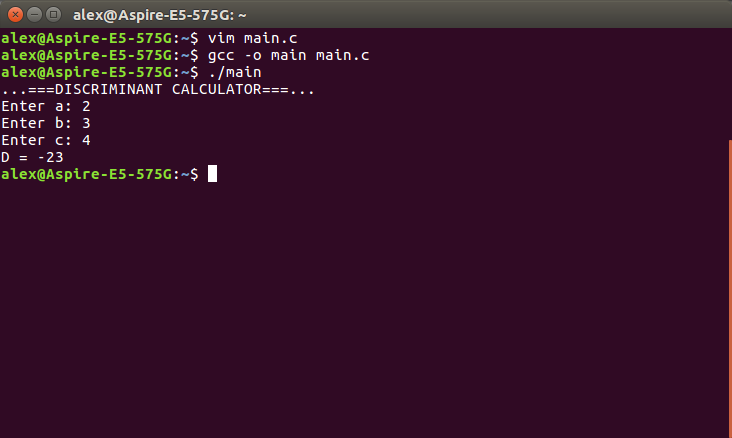 alex@Aspire-E5-575G: ~
alex@Aspire-E5-575G:~$ vim main.c
alex@Aspire-E5-575G:~$ gcc -o main main.c
alex@Aspire-E5-575G:~$ ./main
...===DISCRIMINANT CALCULATOR===...
Enter a: 2
Enter b: 3
Enter c: 4
D = -23
alex@Aspire-E5-575G:~$